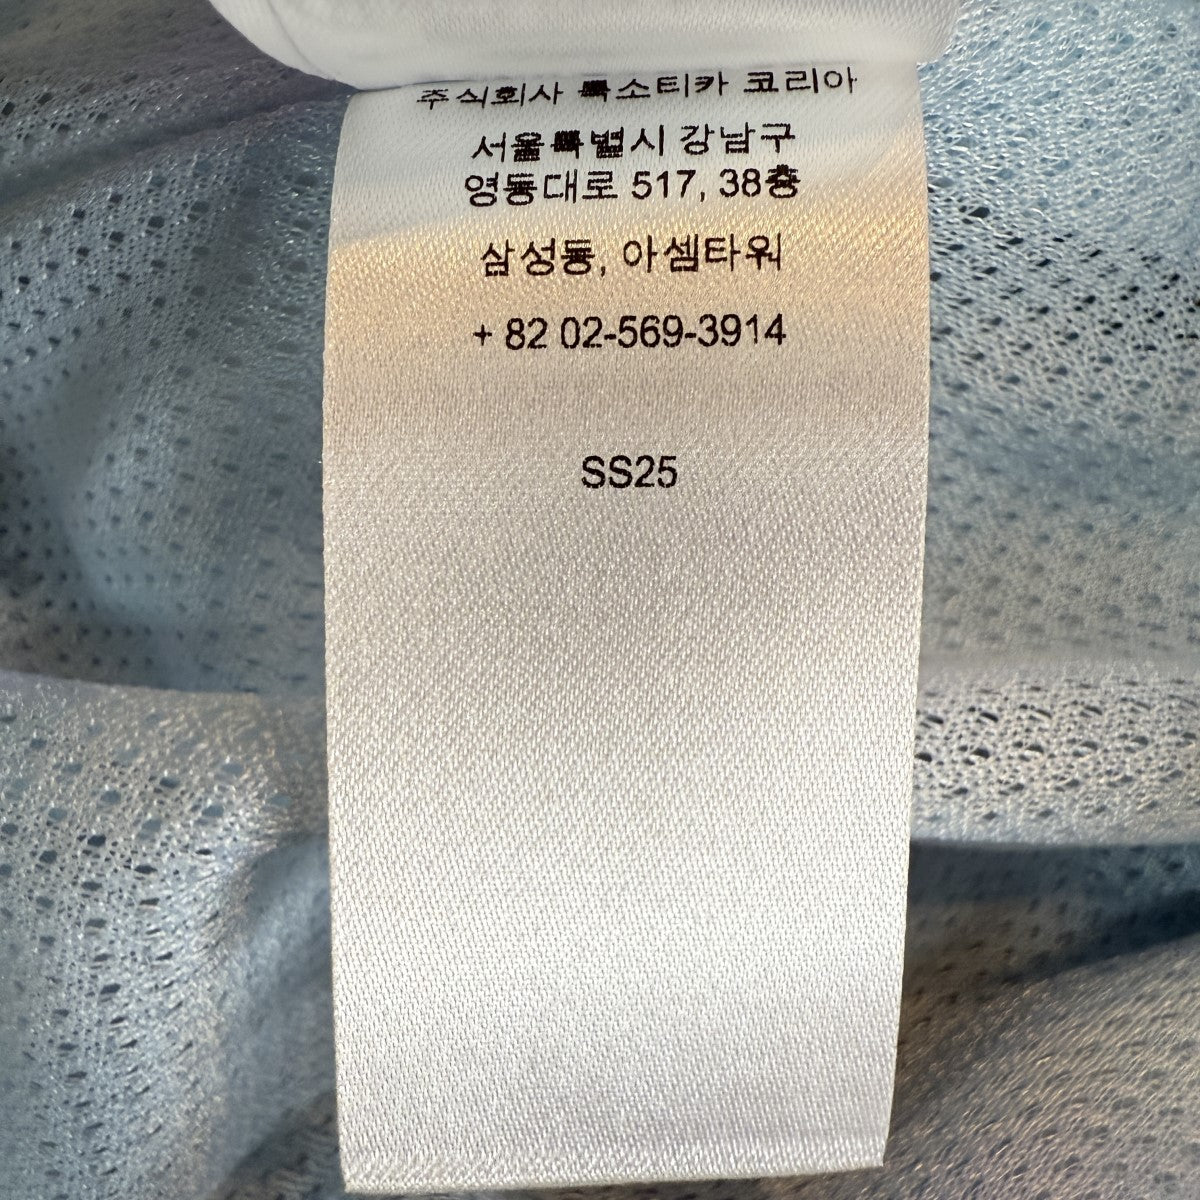 주식회사 룩소티카 코리아
서울특별시 강남구
영동대로 517, 38층
삼성동, 아셈타워
+ 82 02-569-3914
SS25